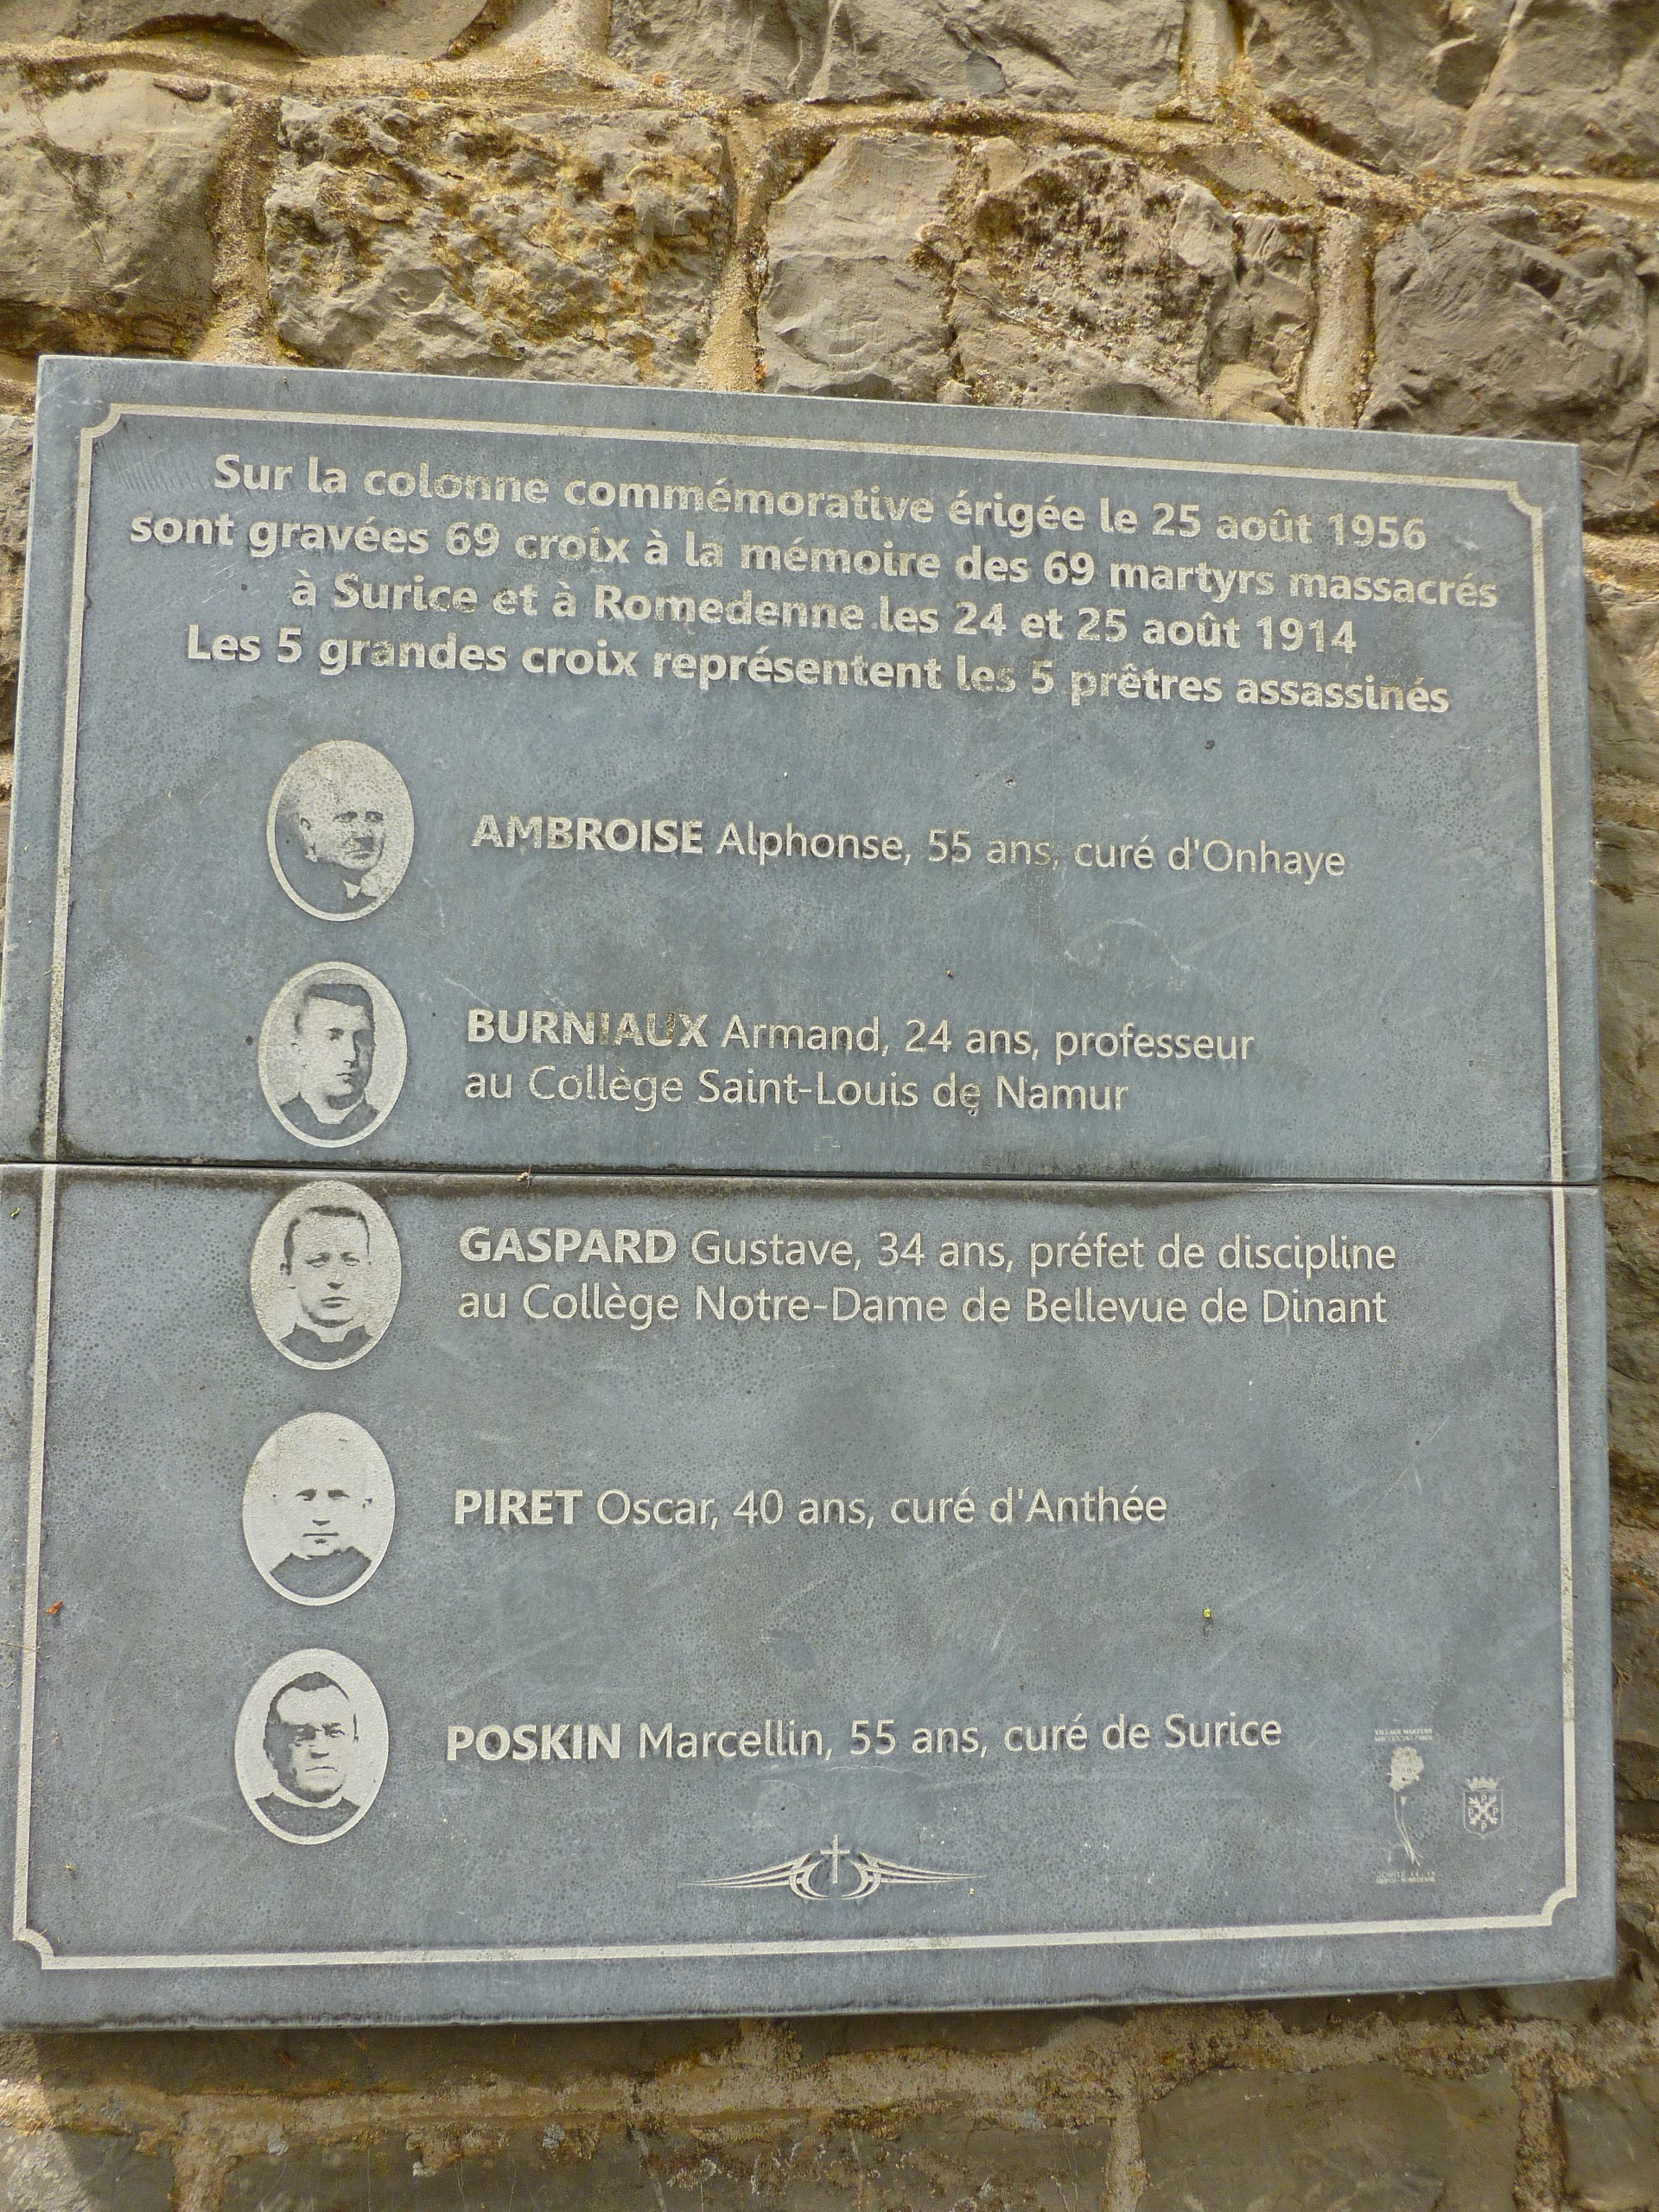 Sur la colonne commémorative érigée le 25 août 1956
sont gravées 69 croix à la mémoire des 69 martyrs massacrés
à Surice et à Romedenne les 24 et 25 août 1914
Les 5 grandes croix représentent les 5 prêtres assassinés
AMBROISE Alphonse, 55 ans, curé d'Onhaye
BURNIAUX Armand, 24 ans, professeur
au Collège Saint-Louis de Namur
GASPARD Gustave, 34 ans, préfet de discipline
au Collège Notre-Dame de Bellevue de Dinant
PIRET Oscar, 40 ans, curé d'Anthée
POSKIN Marcellin, 55 ans, curé de Surice
VILLAGE MARTYRS
P
P P
P